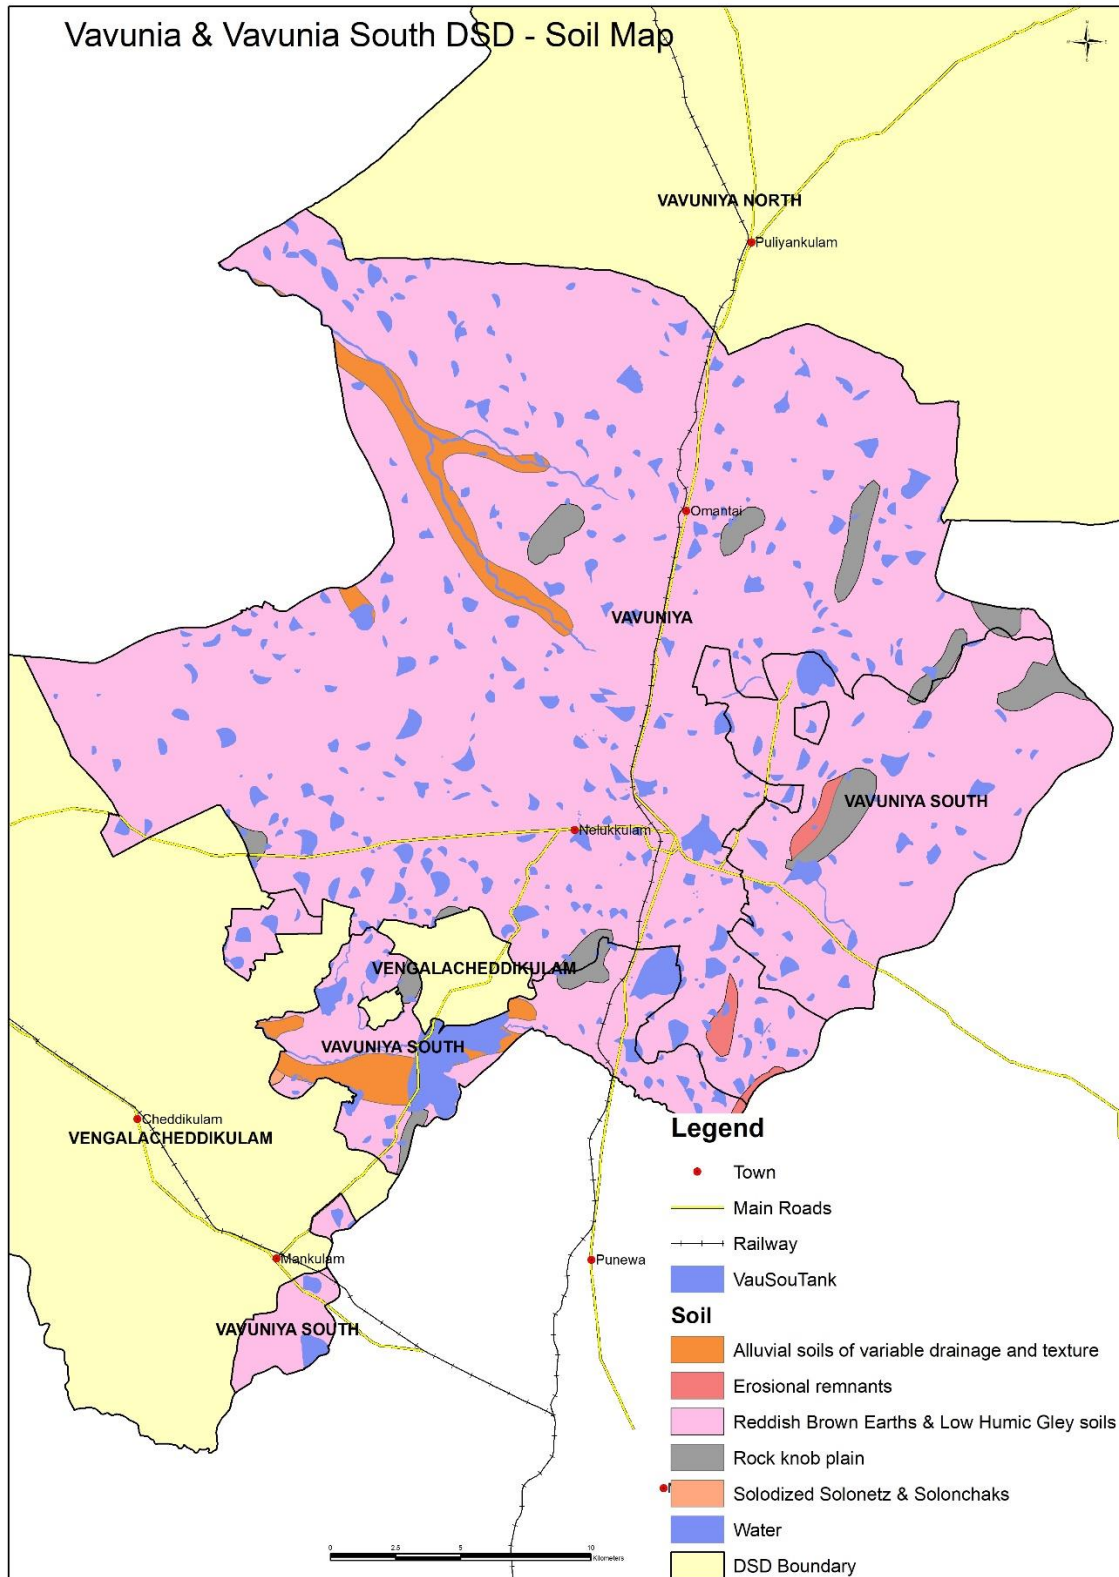 Vavunia & Vavunia South DSD - Soil Map
VAVUNIYA NORTH
Puliyankulam
Omantai
VAVUNIYA
VAVUNIYA SOUTH
Nelukkulam
VENGALACHEDDIKULAM
VAVUNIYA SOUTH
Cheddikulam
VENGALACHEDDIKULAM
Mankulam
Punewa
VAVUNIYA SOUTH
Legend
Town
Main Roads
Railway
VauSouTank
Soil
Alluvial soils of variable drainage and texture
Erosional remnants
Reddish Brown Earths & Low Humic Gley soils
Rock knob plain
Solodized Solonetz & Solonchaks
Water
DSD Boundary
0 2.5 5 10
Kilometers